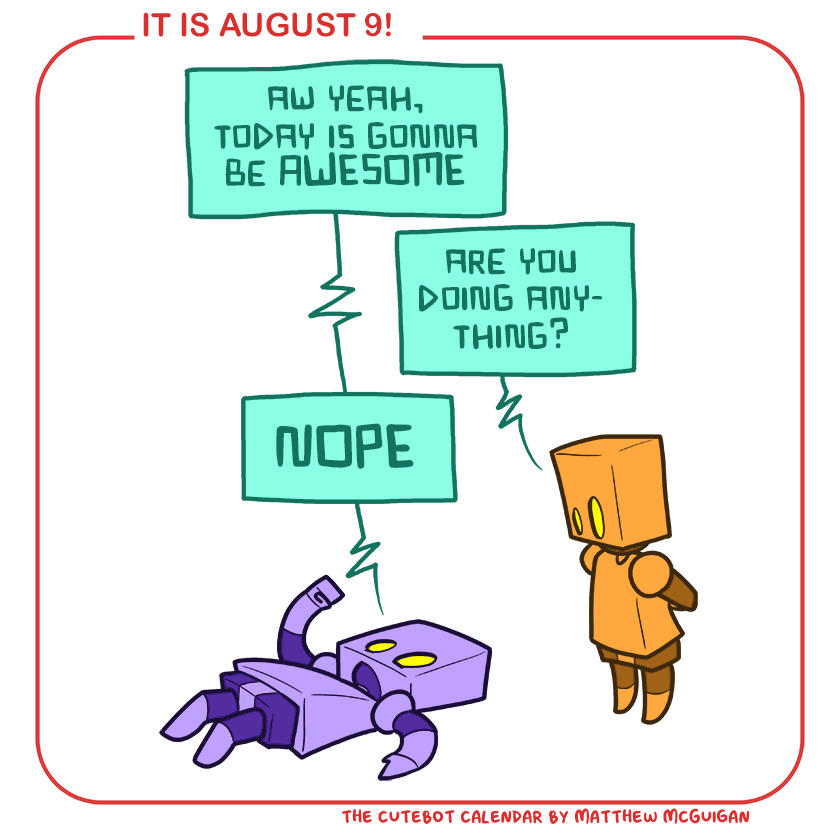 IT IS AUGUST 9!
AW YEAH,
TODAY IS GONNA
BE AWESOME
ARE YOU
DOING ANY-
THING?
NOPE
THE CUTEBOT CALENDAR BY MATTHEW MCGUIGAN